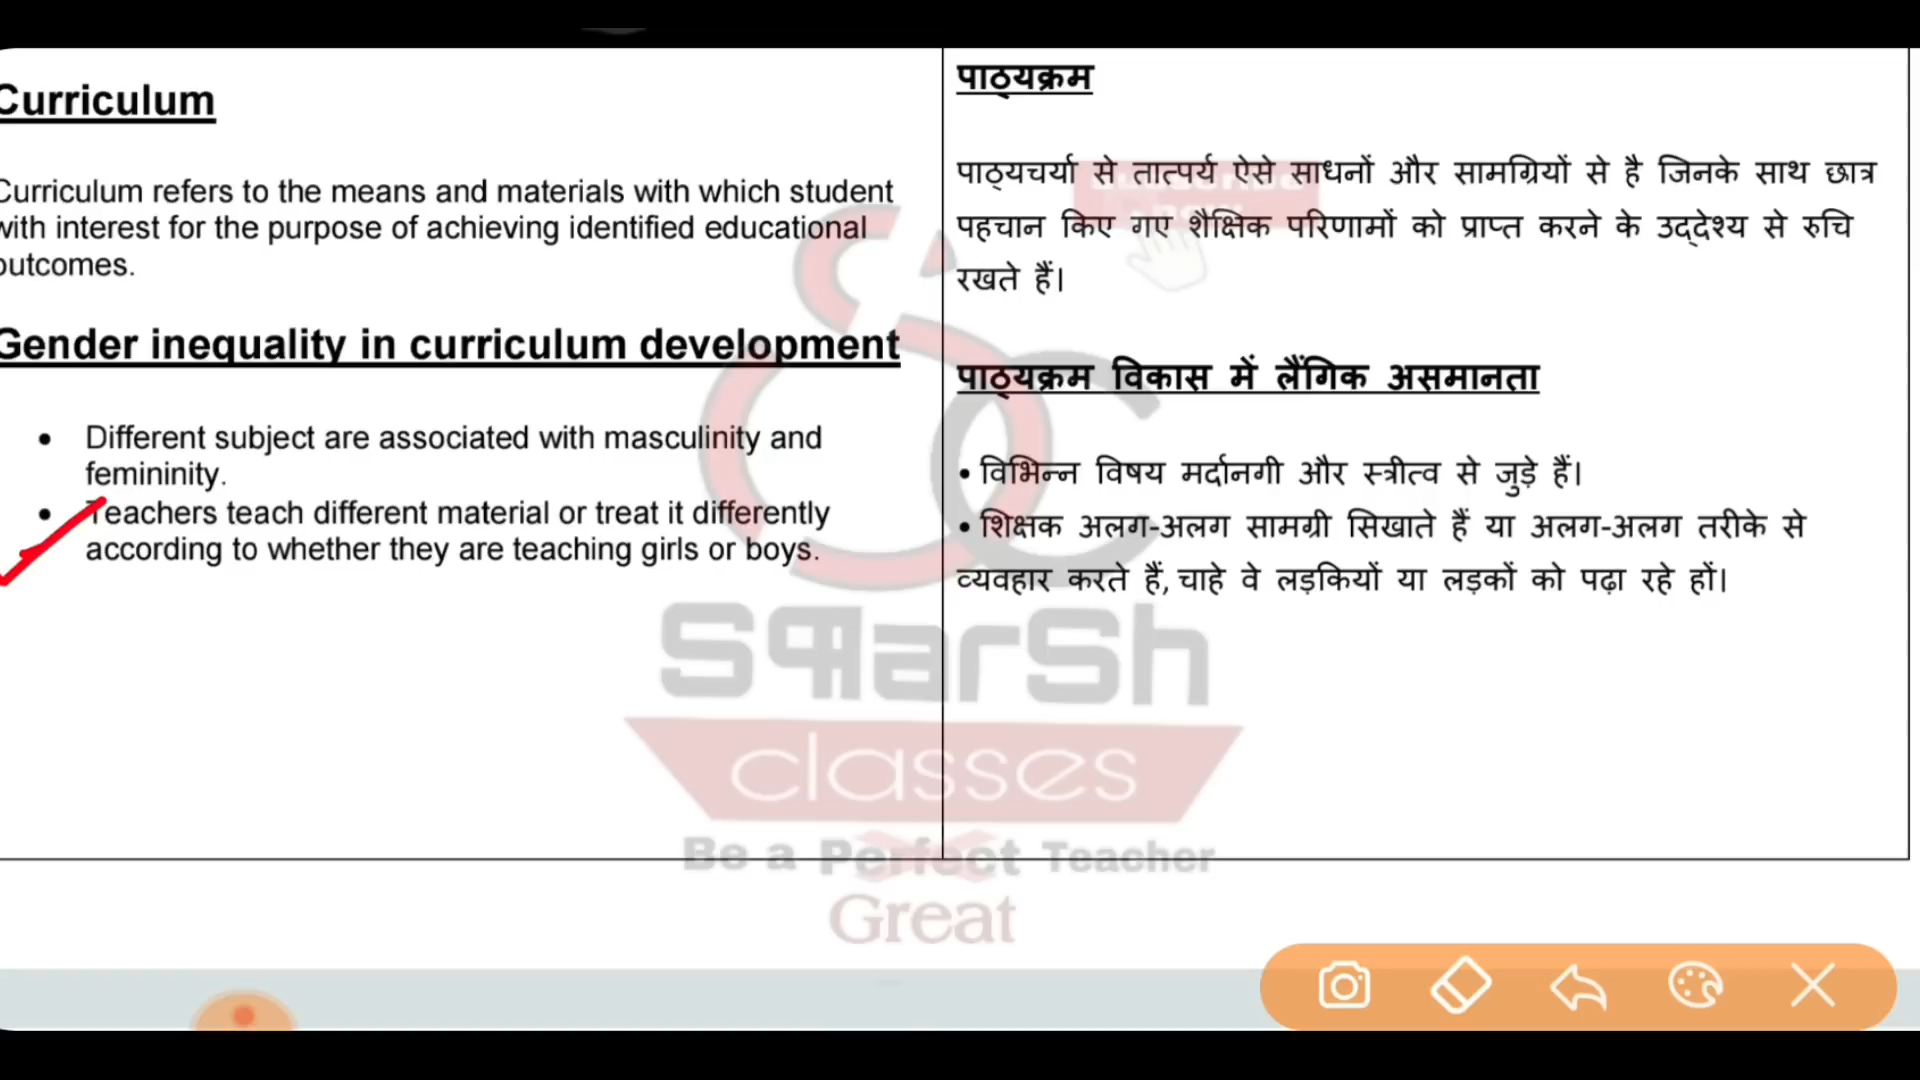 Curriculum
Curriculum refers to the means and materials with which student
with interest for the purpose of achieving identified educational
outcomes.
Gender inequality in curriculum development
• Different subject are associated with masculinity and
femininity.
• Teachers teach different material or treat it differently
according to whether they are teaching girls or boys.
पाठ्यक्रम
पाठ्यचर्या से तात्पर्य ऐसे साधनों और सामग्रियों से है जिनके साथ छात्र
पहचान किए गए शैक्षिक परिणामों को प्राप्त करने के उद्देश्य से रुचि
रखते हैं।
पाठ्यक्रम विकास में लैंगिक असमानता
• विभिन्न विषय मर्दानगी और स्त्रीत्व से जुड़े हैं।
• शिक्षक अलग-अलग सामग्री सिखाते हैं या अलग-अलग तरीके से
व्यवहार करते हैं, चाहे वे लड़कियों या लड़कों को पढ़ा रहे हों।
classes
Be a Perfect Teacher
Great